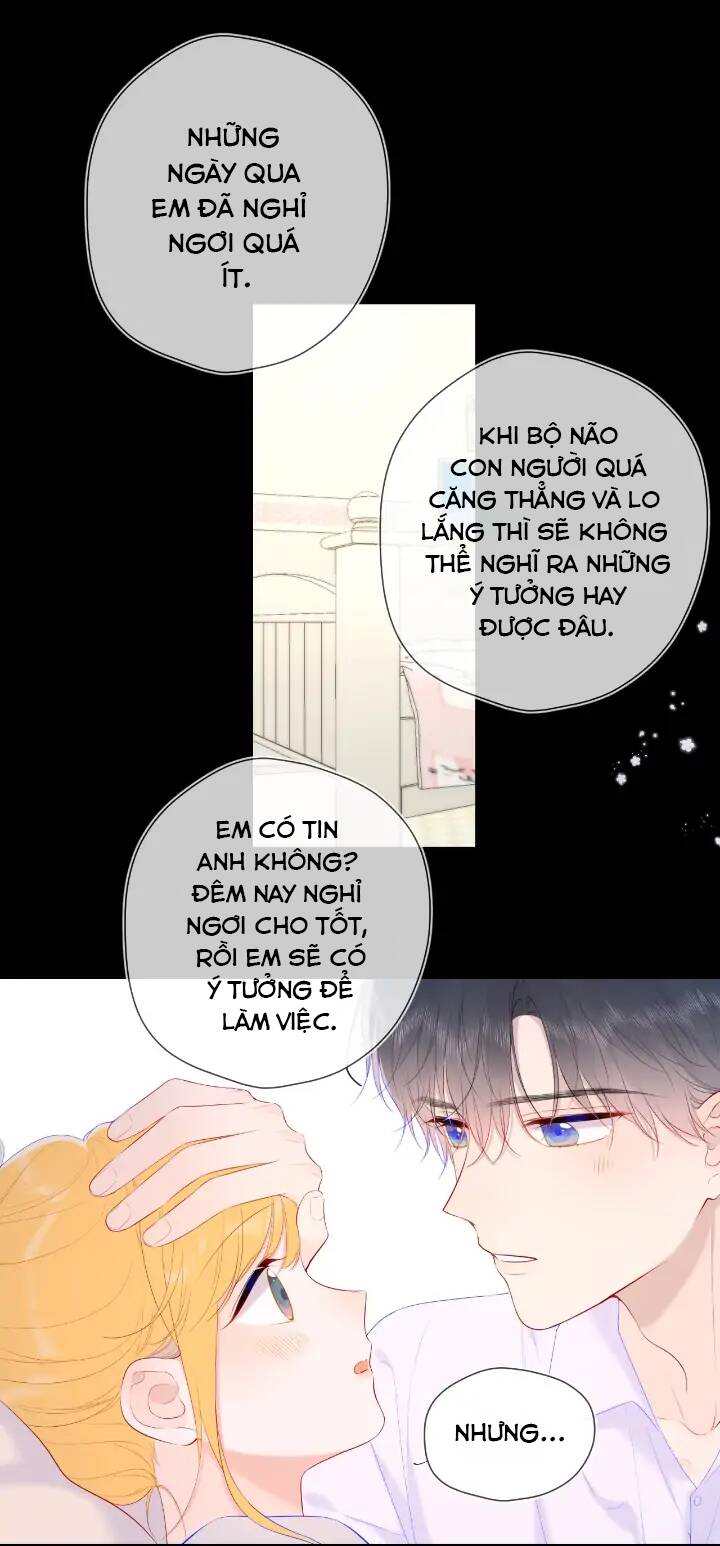 NHỮNG
NGÀY QUA
EM ĐÃ NGHỈ
NGƠI QUÁ
ÍT.
KHI BỘ NÃO
CON NGƯỜI QUÁ
CĂNG THẲNG VÀ LO
LẮNG THÌ SẼ KHÔNG
THỂ NGHĨ RA NHỮNG
Ý TƯỞNG HAY
ĐƯỢC ĐÂU.
EM CÓ TIN
ANH KHÔNG?
ĐÊM NAY NGHỈ
NGƠI CHO TỐT,
RỒI EM SẼ CÓ
Ý TƯỞNG ĐỂ
LÀM VIỆC.
NHƯNG...